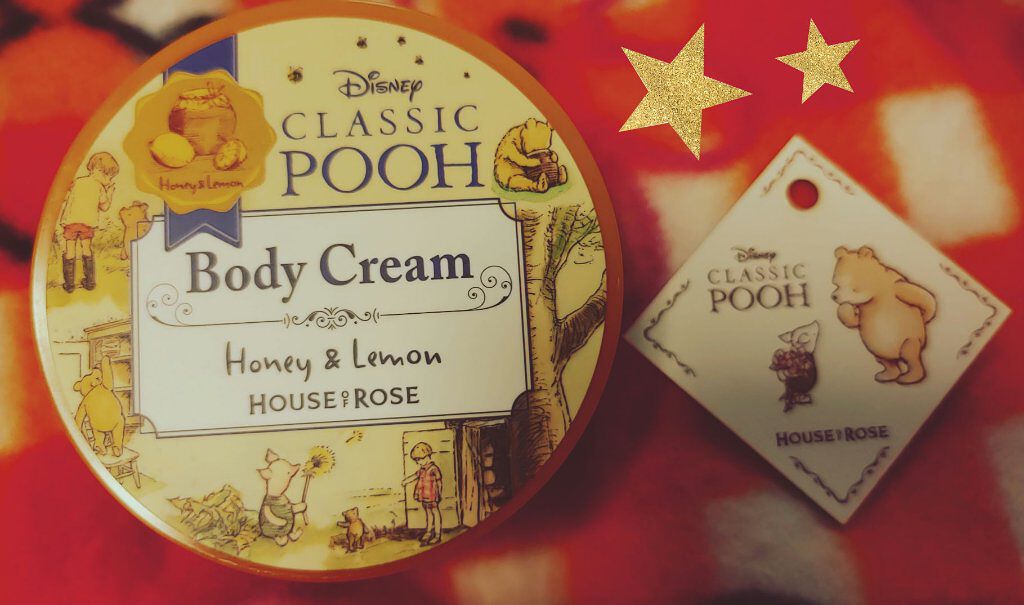 Disney
CLASSIC
POOH
Honey & Lemon
Body Cream
Honey & Lemon
HOUSE OF ROSE
Disney
CLASSIC
POOH
HOUSE OF ROSE